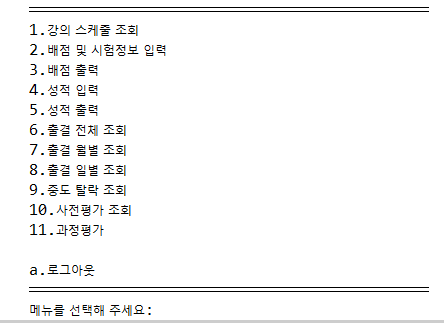 1.강의 스케줄 조회
2.배점 및 시험정보 입력
3.배점 출력
4.성적 입력
5.성적 출력
6.출결 전체 조회
7.출결 월별 조회
8.출결 일별 조회
9.중도 탈락 조회
10.사전평가 조회
11.과정평가
a.로그아웃
메뉴를 선택해 주세요: